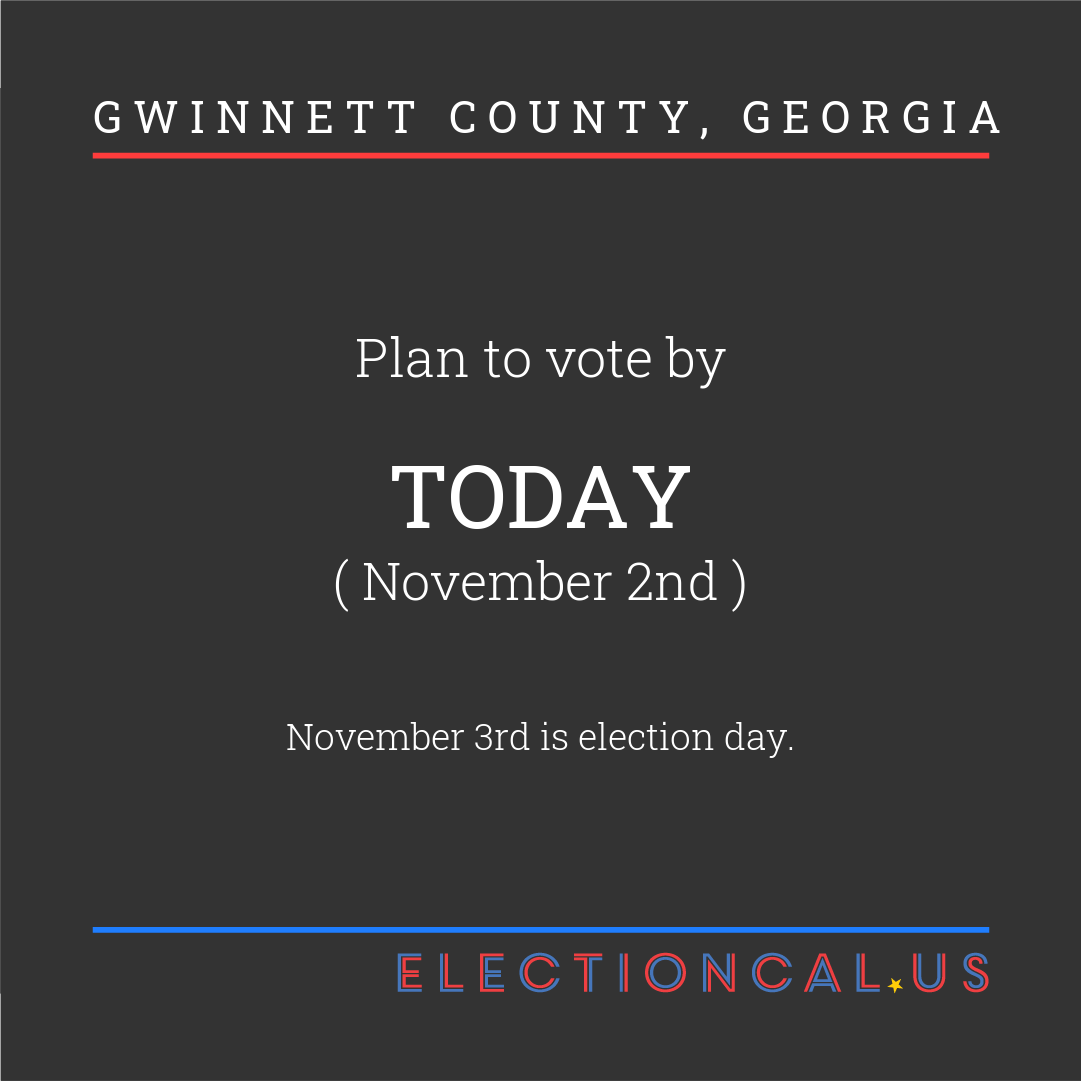 GWINNETT COUNTY, GEORGIA
Plan to vote by
TODAY
( November 2nd )
November 3rd is election day.
ELECTIONCAL.US